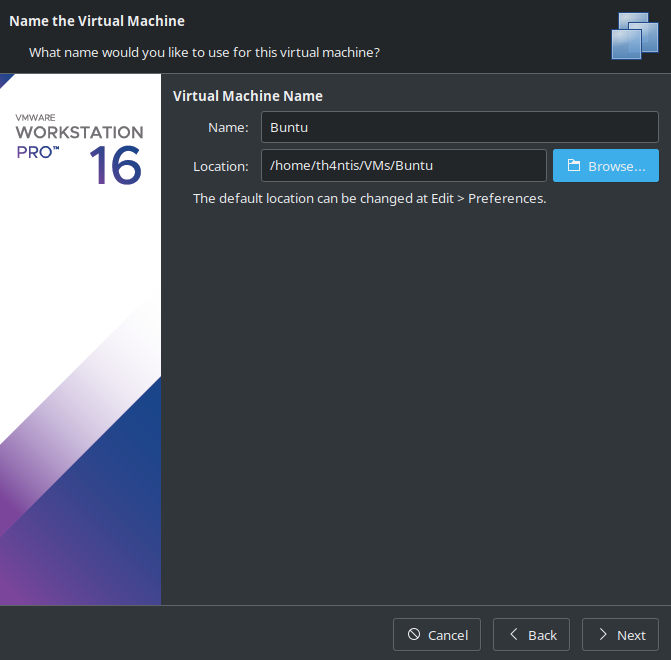 Name the Virtual Machine
What name would you like to use for this virtual machine?
VMWARE
WORKSTATION
PRO™ 16
Virtual Machine Name
Name: Buntu
Location: /home/th4ntis/VMs/Buntu Browse...
The default location can be changed at Edit > Preferences.
Cancel Back Next